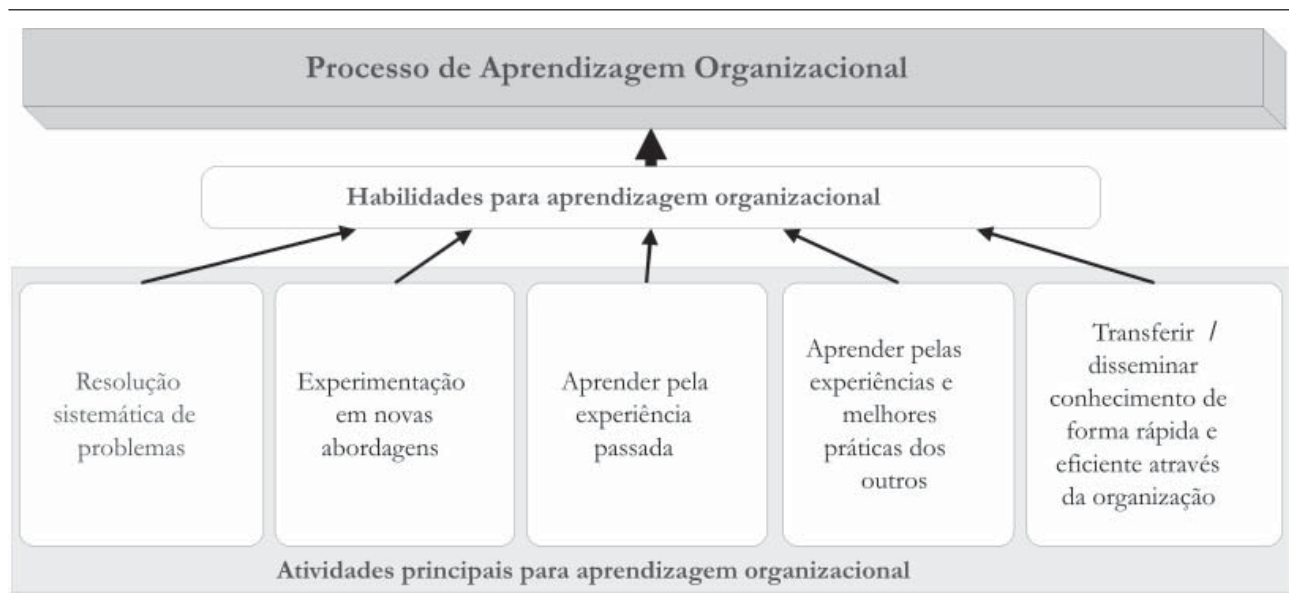 Processo de Aprendizagem Organizacional
Habilidades para aprendizagem organizacional
Resolução
sistemática de
problemas
Experimentação
em novas
abordagens
Aprender pela
experiência
passada
Aprender pelas
experiências e
melhores
práticas dos
outros
Transferir /
disseminar
conhecimento de
forma rápida e
eficiente através
da organização
Atividades principais para aprendizagem organizacional